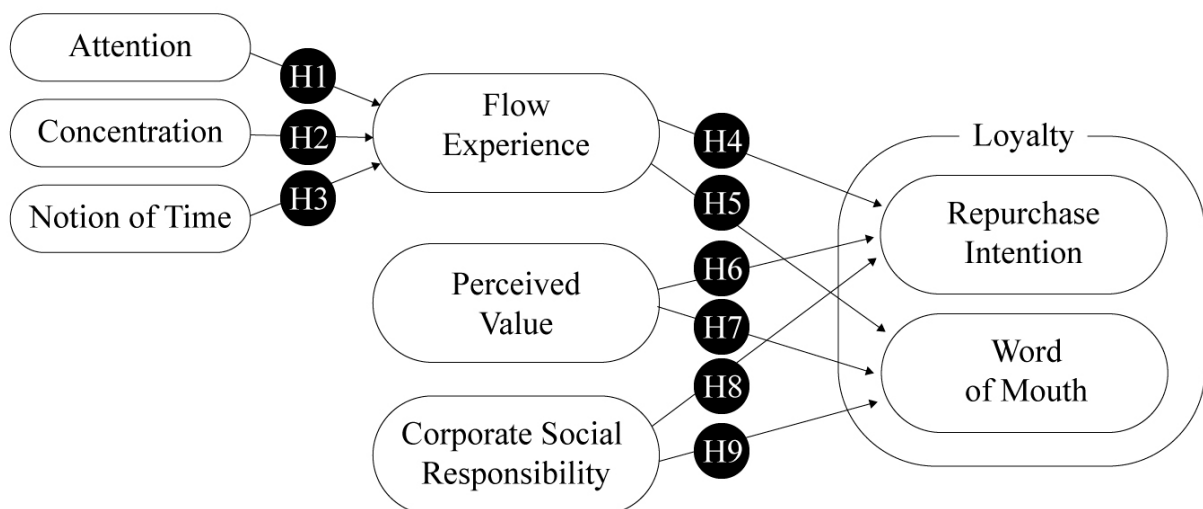 Attention
Concentration
Notion of Time
H1
H2
H3
Flow
Experience
Perceived
Value
Corporate Social
Responsibility
H4
H5
H6
H7
H8
H9
Loyalty
Repurchase
Intention
Word
of Mouth